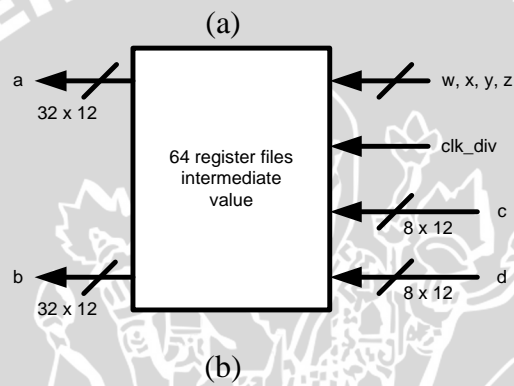 (a)
a
32 x 12
w, x, y, z
clk_div
64 register files
intermediate
value
c
8 x 12
b
32 x 12
d
8 x 12
(b)